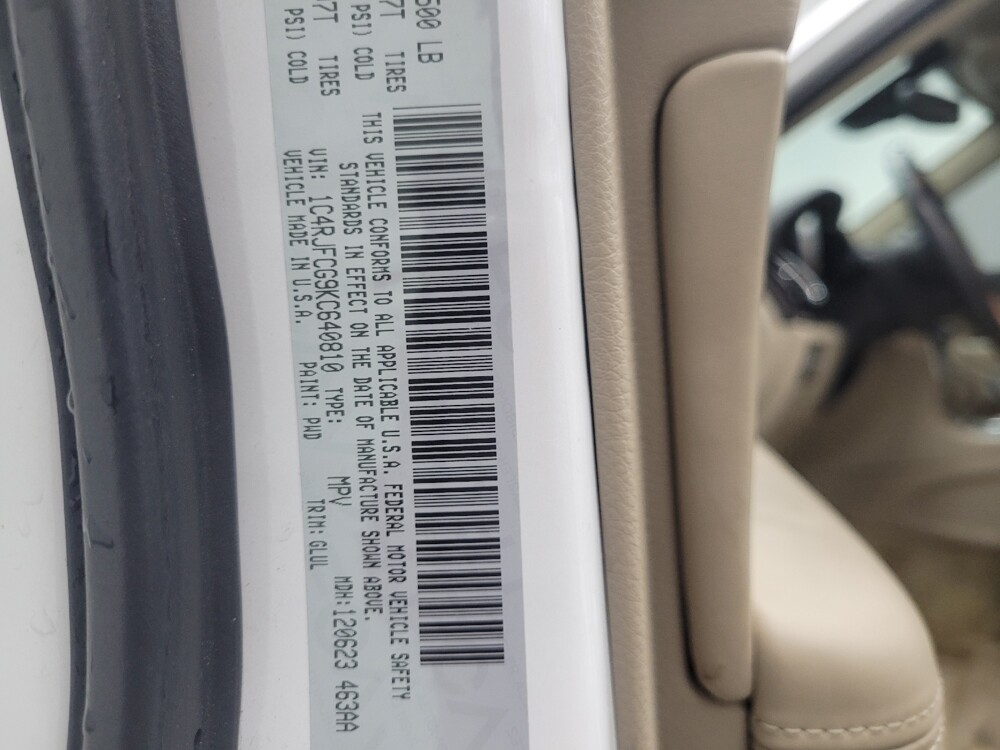 500 LB
7T TIRES
PSI) COLD
7T TIRES
PSI) COLD
THIS VEHICLE CONFORMS TO ALL APPLICABLE U.S.A. FEDERAL MOTOR VEHICLE SAFETY
STANDARDS IN EFFECT ON THE DATE OF MANUFACTURE SHOWN ABOVE.
VIN: 1C4RJFCG9KC640810 TYPE: MPV MDH:120623 463AA
VEHICLE MADE IN U.S.A. PAINT: PWD TRIM: GLUL